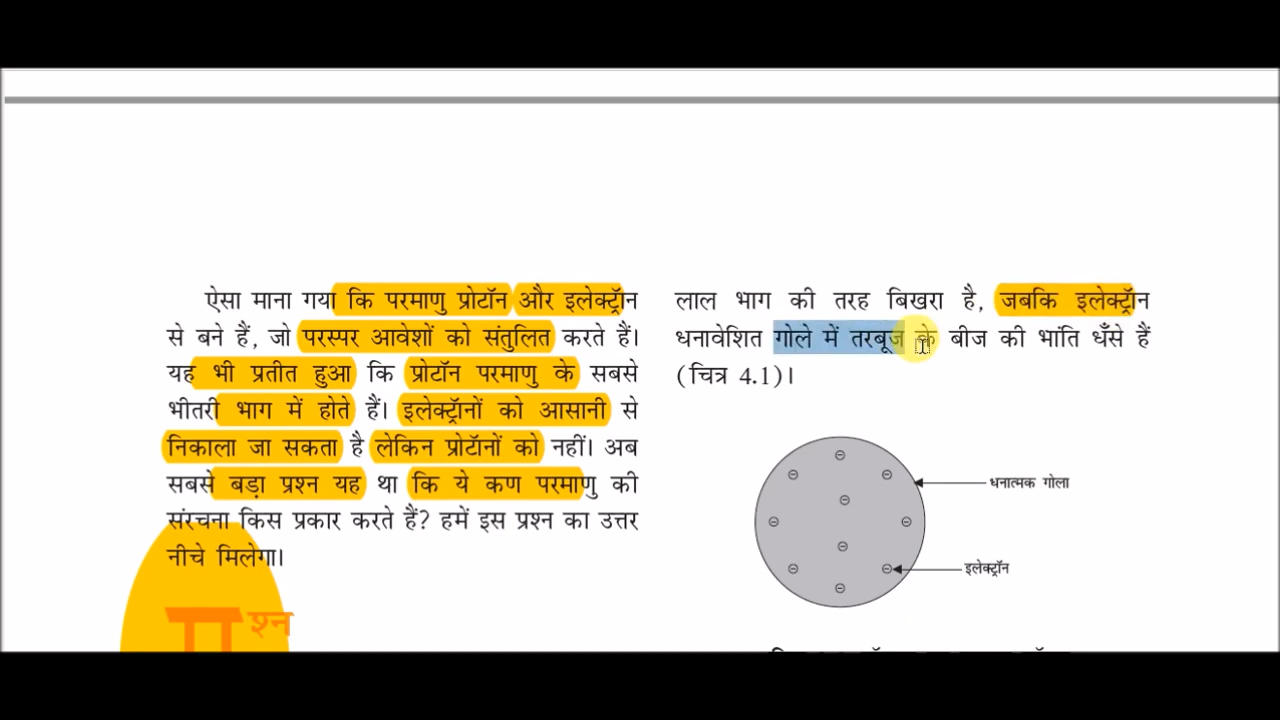 ऐसा माना गया कि परमाणु प्रोटॉन और इलेक्ट्रॉन
से बने हैं, जो परस्पर आवेशों को संतुलित करते हैं।
यह भी प्रतीत हुआ कि प्रोटॉन परमाणु के सबसे
भीतरी भाग में होते हैं। इलेक्ट्रॉनों को आसानी से
निकाला जा सकता है लेकिन प्रोटॉनों को नहीं। अब
सबसे बड़ा प्रश्न यह था कि ये कण परमाणु की
संरचना किस प्रकार करते हैं? हमें इस प्रश्न का उत्तर
नीचे मिलेगा।
श्न
लाल भाग की तरह बिखरा है, जबकि इलेक्ट्रॉन
धनावेशित गोले में तरबूज के बीज की भांति धँसे हैं
(चित्र 4.1)।
धनात्मक गोला
इलेक्ट्रॉन